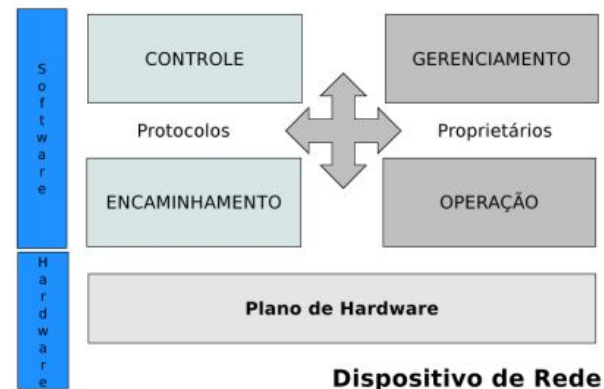 Software
CONTROLE
GERENCIAMENTO
Protocolos
Proprietários
ENCAMINHAMENTO
OPERAÇÃO
Hardware
Plano de Hardware
Dispositivo de Rede